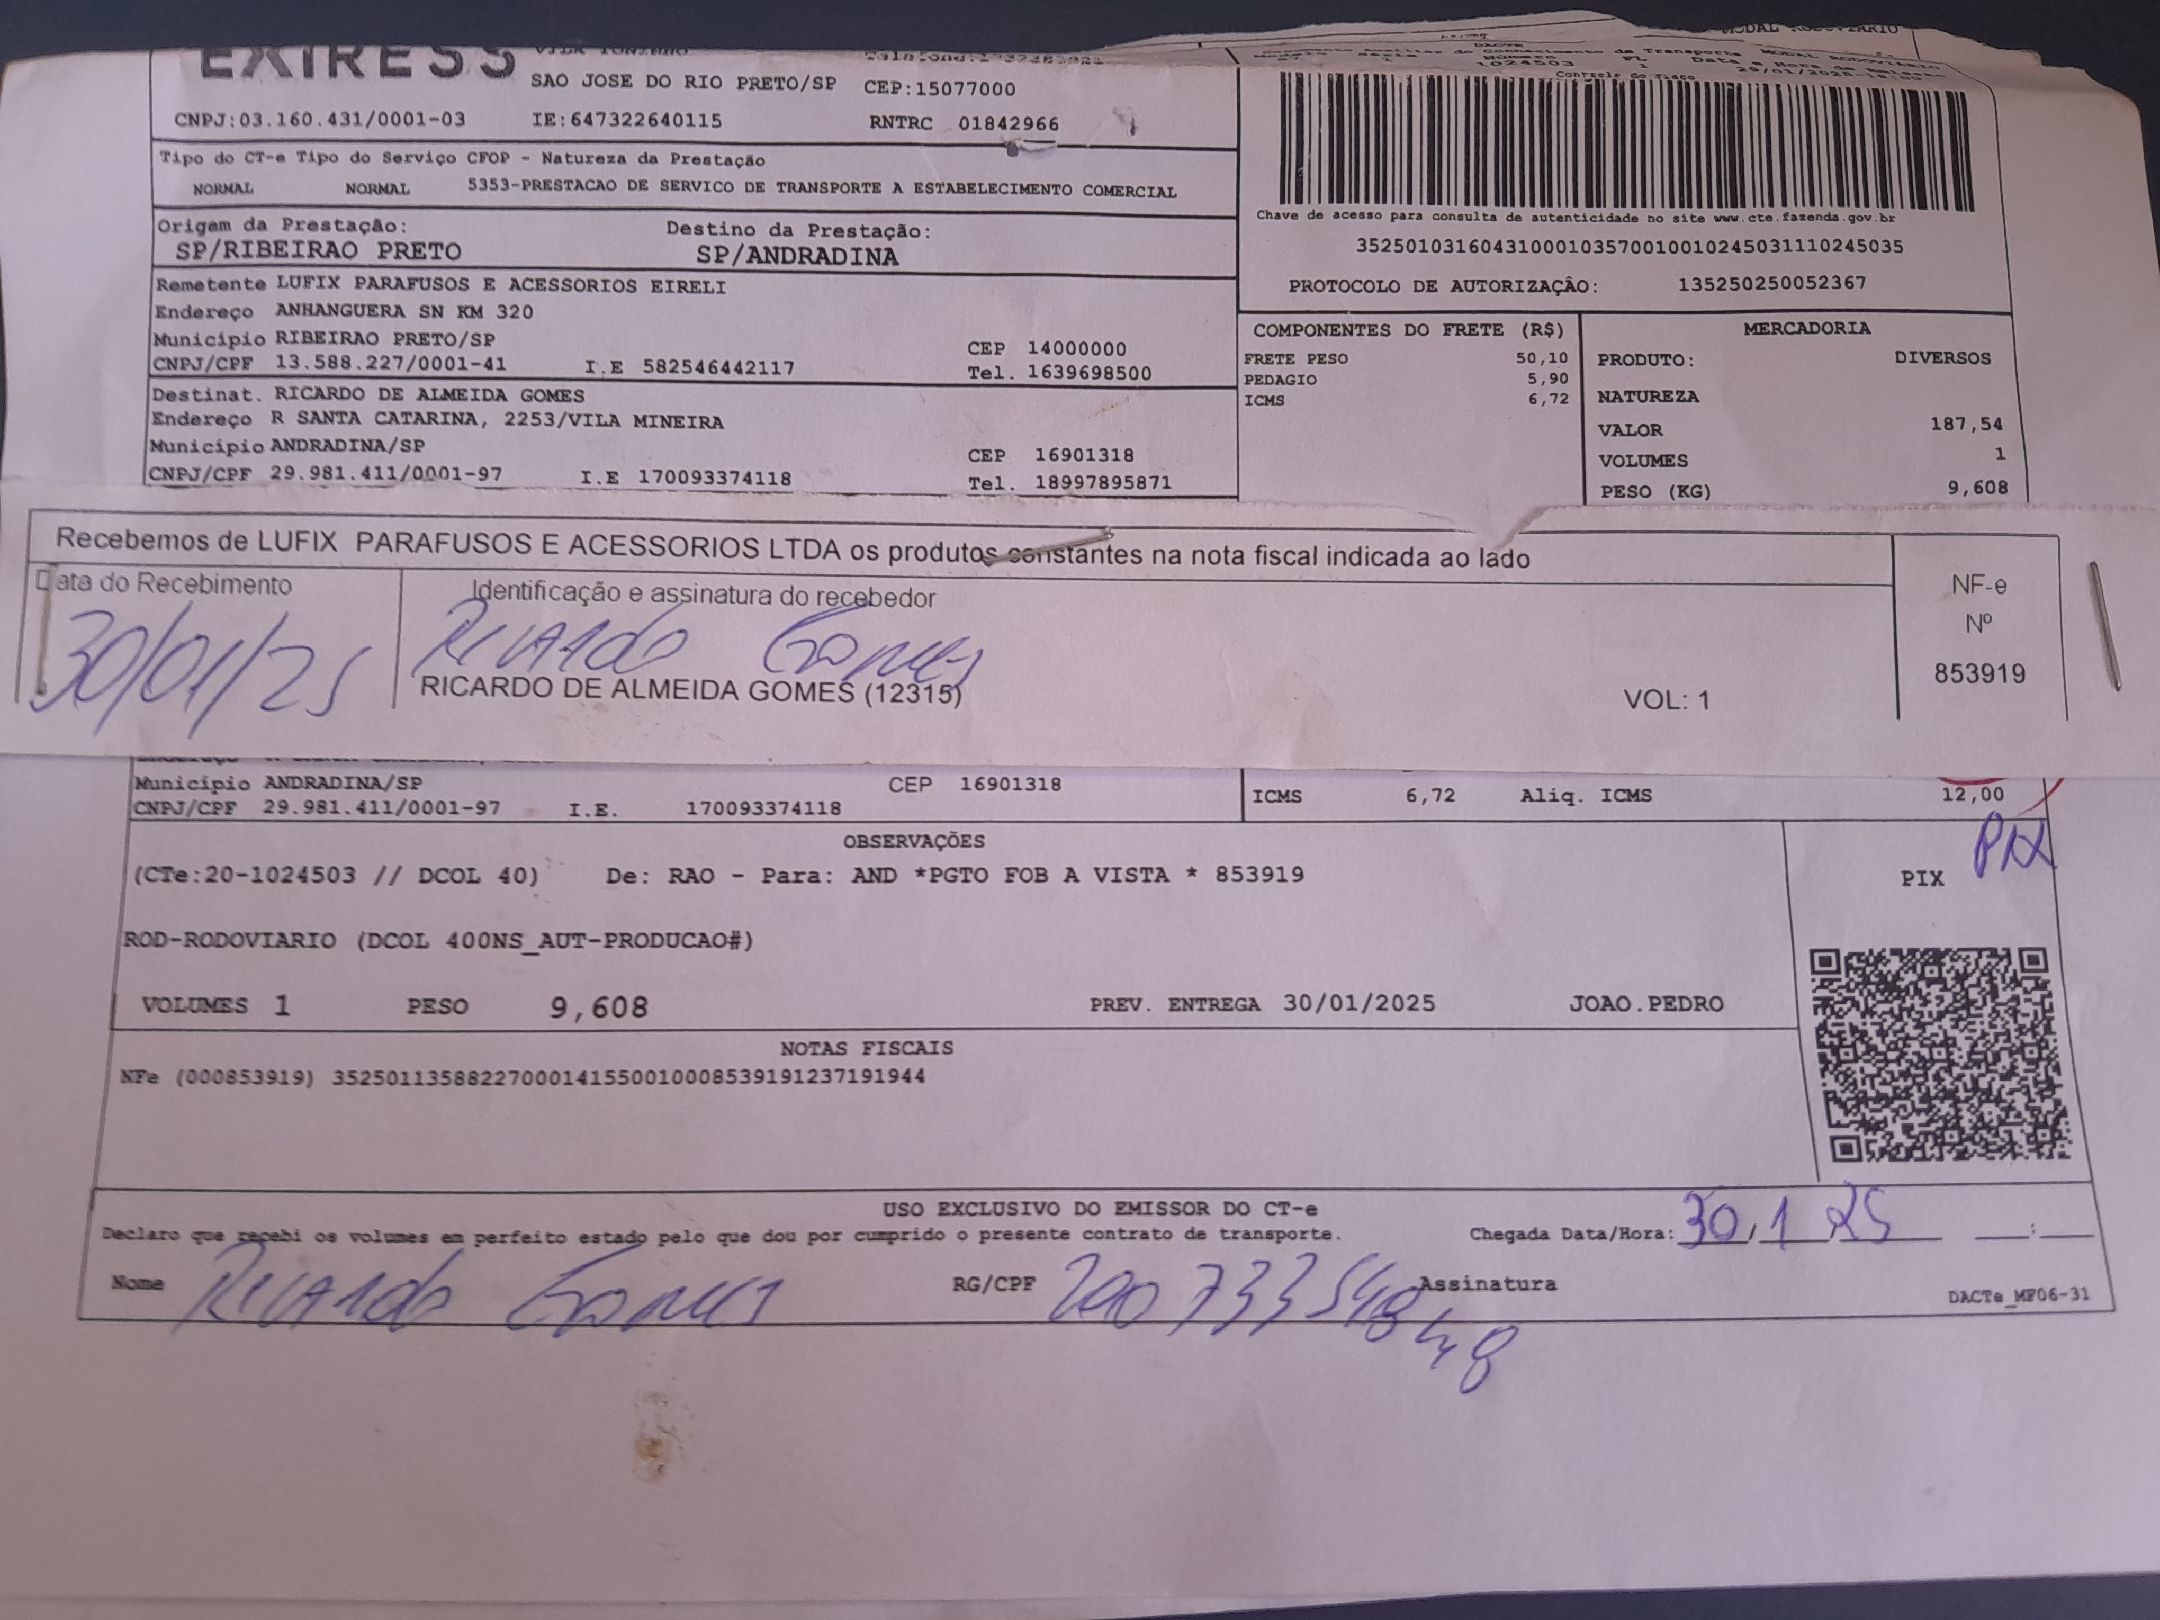 EXPRESS
SAO JOSE DO RIO PRETO/SP CEP:15077000
CNPJ:03.160.431/0001-03 IE:647322640115 RNTRC 01842966
Tipo do CT-e Tipo do Serviço CFOP - Natureza da Prestação
NORMAL NORMAL 5353-PRESTACAO DE SERVICO DE TRANSPORTE A ESTABELECIMENTO COMERCIAL
Origem da Prestação: Destino da Prestação:
SP/RIBEIRAO PRETO SP/ANDRADINA
Remetente LUFIX PARAFUSOS E ACESSORIOS EIRELI
Endereço ANHANGUERA SN KM 320
Município RIBEIRAO PRETO/SP CEP 14000000
CNPJ/CPF 13.588.227/0001-41 I.E 582546442117 Tel. 1639698500
Destinat. RICARDO DE ALMEIDA GOMES
Endereço R SANTA CATARINA, 2253/VILA MINEIRA
Município ANDRADINA/SP CEP 16901318
CNPJ/CPF 29.981.411/0001-97 I.E 170093374118 Tel. 18997895871
MODAL RODOVIARIO
DACTE
1024503
Controle do Fisco
Chave de acesso para consulta de autenticidade no site www.cte.fazenda.gov.br
35250103160431000103570010010245031110245035
PROTOCOLO DE AUTORIZAÇÂO: 135250250052367
COMPONENTES DO FRETE (R$)
FRETE PESO 50,10
PEDAGIO 5,90
ICMS 6,72
MERCADORIA
PRODUTO: DIVERSOS
NATUREZA
VALOR 187,54
VOLUMES 1
PESO (KG) 9,608
Recebemos de LUFIX PARAFUSOS E ACESSORIOS LTDA os produtos constantes na nota fiscal indicada ao lado
Data do Recebimento Identificação e assinatura do recebedor
30/01/25 Ricardo Gomes
RICARDO DE ALMEIDA GOMES (12315) VOL: 1
NF-e
Nº
853919
Município ANDRADINA/SP CEP 16901318
CNPJ/CPF 29.981.411/0001-97 I.E. 170093374118
ICMS 6,72 Aliq. ICMS 12,00
OBSERVAÇÕES
(CTe:20-1024503 // DCOL 40) De: RAO - Para: AND *PGTO FOB A VISTA * 853919
PIX
PIX
ROD-RODOVIARIO (DCOL 400NS_AUT-PRODUCAO#)
VOLUMES 1 PESO 9,608 PREV. ENTREGA 30/01/2025 JOAO.PEDRO
NOTAS FISCAIS
NFe (000853919) 35250113588227000141550010008539191237191944
USO EXCLUSIVO DO EMISSOR DO CT-e
Declaro que recebi os volumes em perfeito estado pelo que dou por cumprido o presente contrato de transporte. Chegada Data/Hora: 30/1 25 :
Nome Ricardo Gomes RG/CPF Assinatura
DACTe_MF06-31